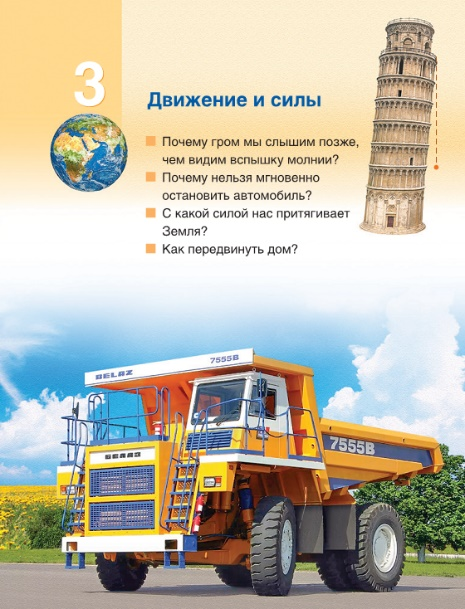 3
Движение и силы
Почему гром мы слышим позже,
чем видим вспышку молнии?
Почему нельзя мгновенно
остановить автомобиль?
С какой силой нас притягивает
Земля?
Как передвинуть дом?
BELAZ 7555B
БЕЛАЗ
7555B